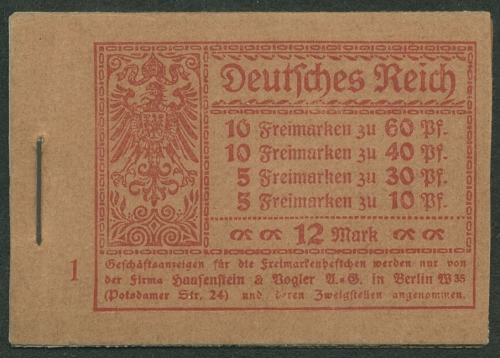 Deutsches Reich
10 Freimarken zu 60 Pf.
10 Freimarken zu 40 Pf.
5 Freimarken zu 30 Pf.
5 Freimarken zu 10 Pf.
12 Mark
1
Geschäftsanzeigen für die Freimarkenheftchen werden nur von
der Firma Haasenstein & Vogler A.-G. in Berlin W 35
(Potsdamer Str. 24) und deren Zweigstellen angenommen.